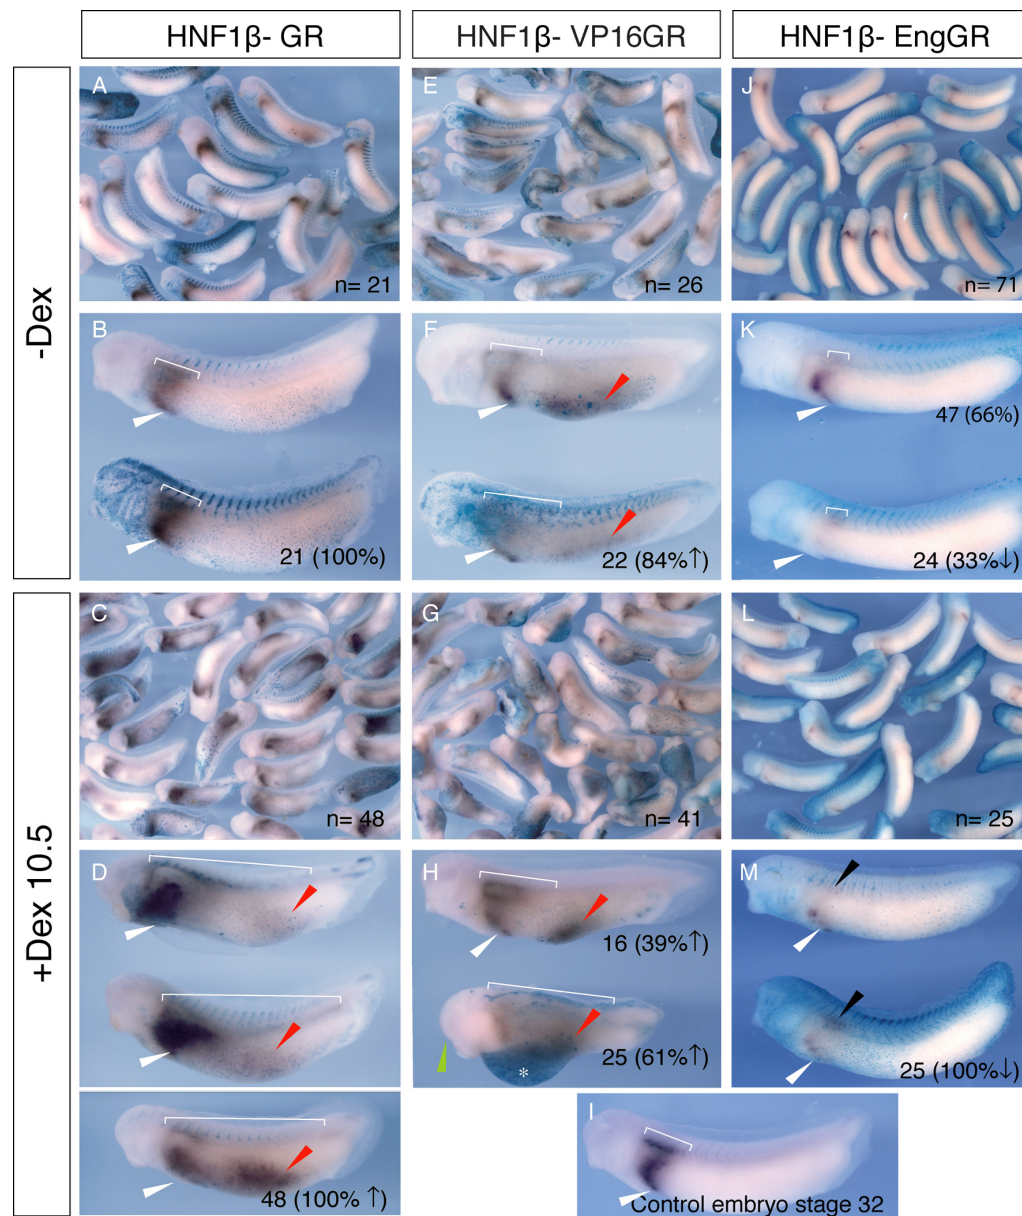 HNF1β- GR
HNF1β- VP16GR
HNF1β- EngGR
-Dex
A
n= 21
E
n= 26
J
n= 71
B
21 (100%)
F
22 (84%↑)
K
47 (66%)
24 (33%↓)
+Dex 10.5
C
n= 48
G
n= 41
L
n= 25
D
48 (100% ↑)
H
16 (39%↑)
25 (61%↑)
*
M
25 (100%↓)
I
Control embryo stage 32